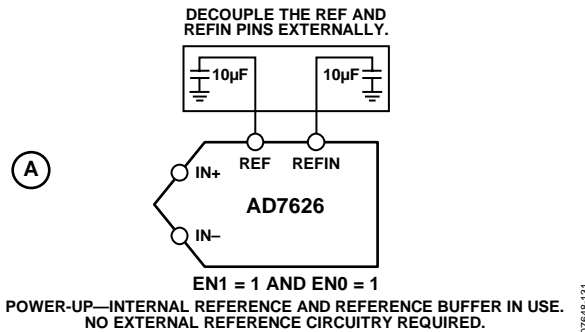 DECOUPLE THE REF AND
REFIN PINS EXTERNALLY.
10µF
10µF
A
REF
REFIN
IN+
AD7626
IN–
EN1 = 1 AND EN0 = 1
POWER-UP—INTERNAL REFERENCE AND REFERENCE BUFFER IN USE.
NO EXTERNAL REFERENCE CIRCUITRY REQUIRED.